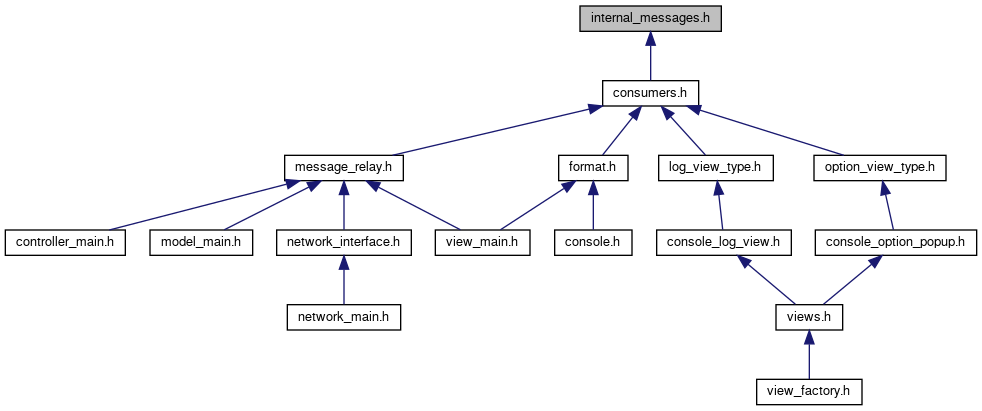 internal_messages.h
consumers.h
message_relay.h
format.h
log_view_type.h
option_view_type.h
controller_main.h
model_main.h
network_interface.h
view_main.h
console.h
console_log_view.h
console_option_popup.h
network_main.h
views.h
view_factory.h